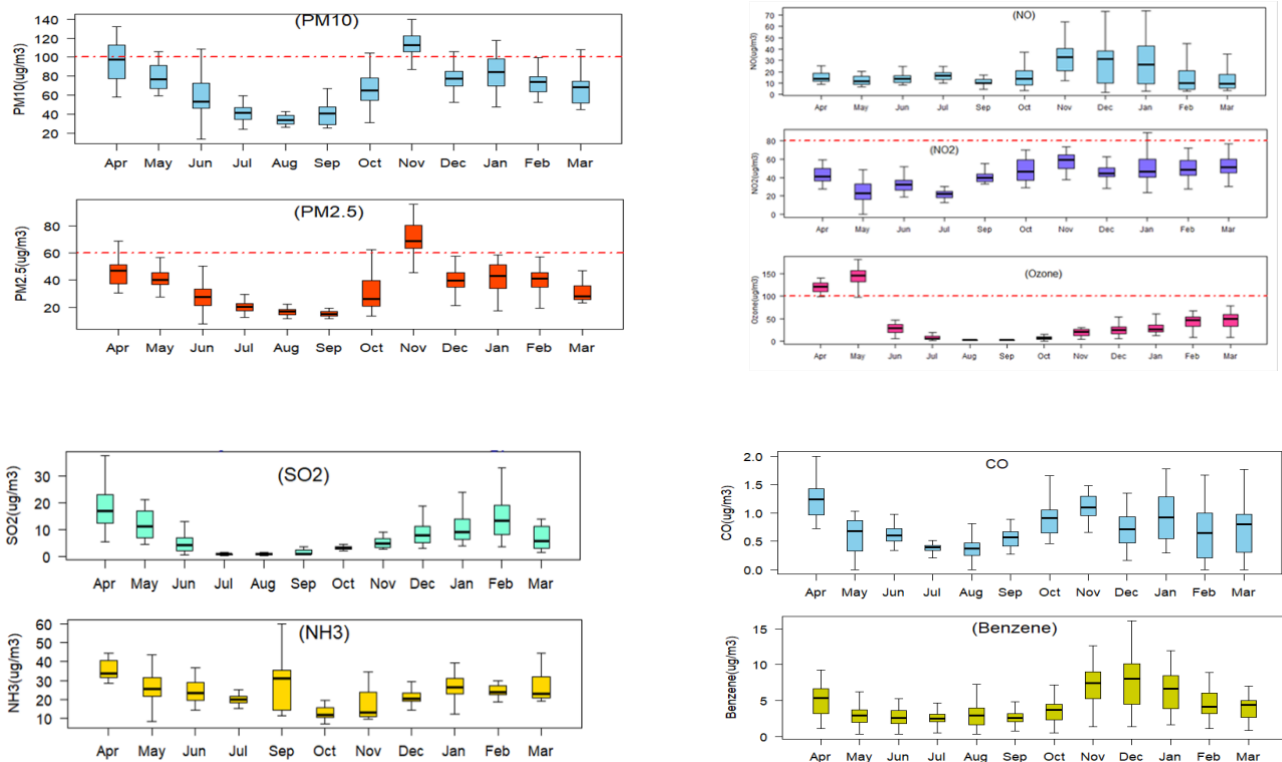 (PM10)
PM10(ug/m3)
140
120
100
80
60
40
20
Apr May Jun Jul Aug Sep Oct Nov Dec Jan Feb Mar
(PM2.5)
PM2.5(ug/m3)
80
60
40
20
Apr May Jun Jul Aug Sep Oct Nov Dec Jan Feb Mar
(NO)
NO(ug/m3)
70
60
50
40
30
20
10
0
Apr May Jun Jul Sep Oct Nov Dec Jan Feb Mar
(NO2)
NO2(ug/m3)
80
60
40
20
0
Apr May Jun Jul Sep Oct Nov Dec Jan Feb Mar
(Ozone)
Ozone(ug/m3)
150
100
50
0
Apr May Jun Jul Aug Sep Oct Nov Dec Jan Feb Mar
(SO2)
SO2(ug/m3)
30
20
10
0
Apr May Jun Jul Aug Sep Oct Nov Dec Jan Feb Mar
(NH3)
NH3(ug/m3)
60
50
40
30
20
10
Apr May Jun Jul Sep Oct Nov Dec Jan Feb Mar
CO
CO(ug/m3)
2.0
1.5
1.0
0.5
0.0
Apr May Jun Jul Aug Sep Oct Nov Dec Jan Feb Mar
(Benzene)
Benzene(ug/m3)
15
10
5
0
Apr May Jun Jul Aug Sep Oct Nov Dec Jan Feb Mar